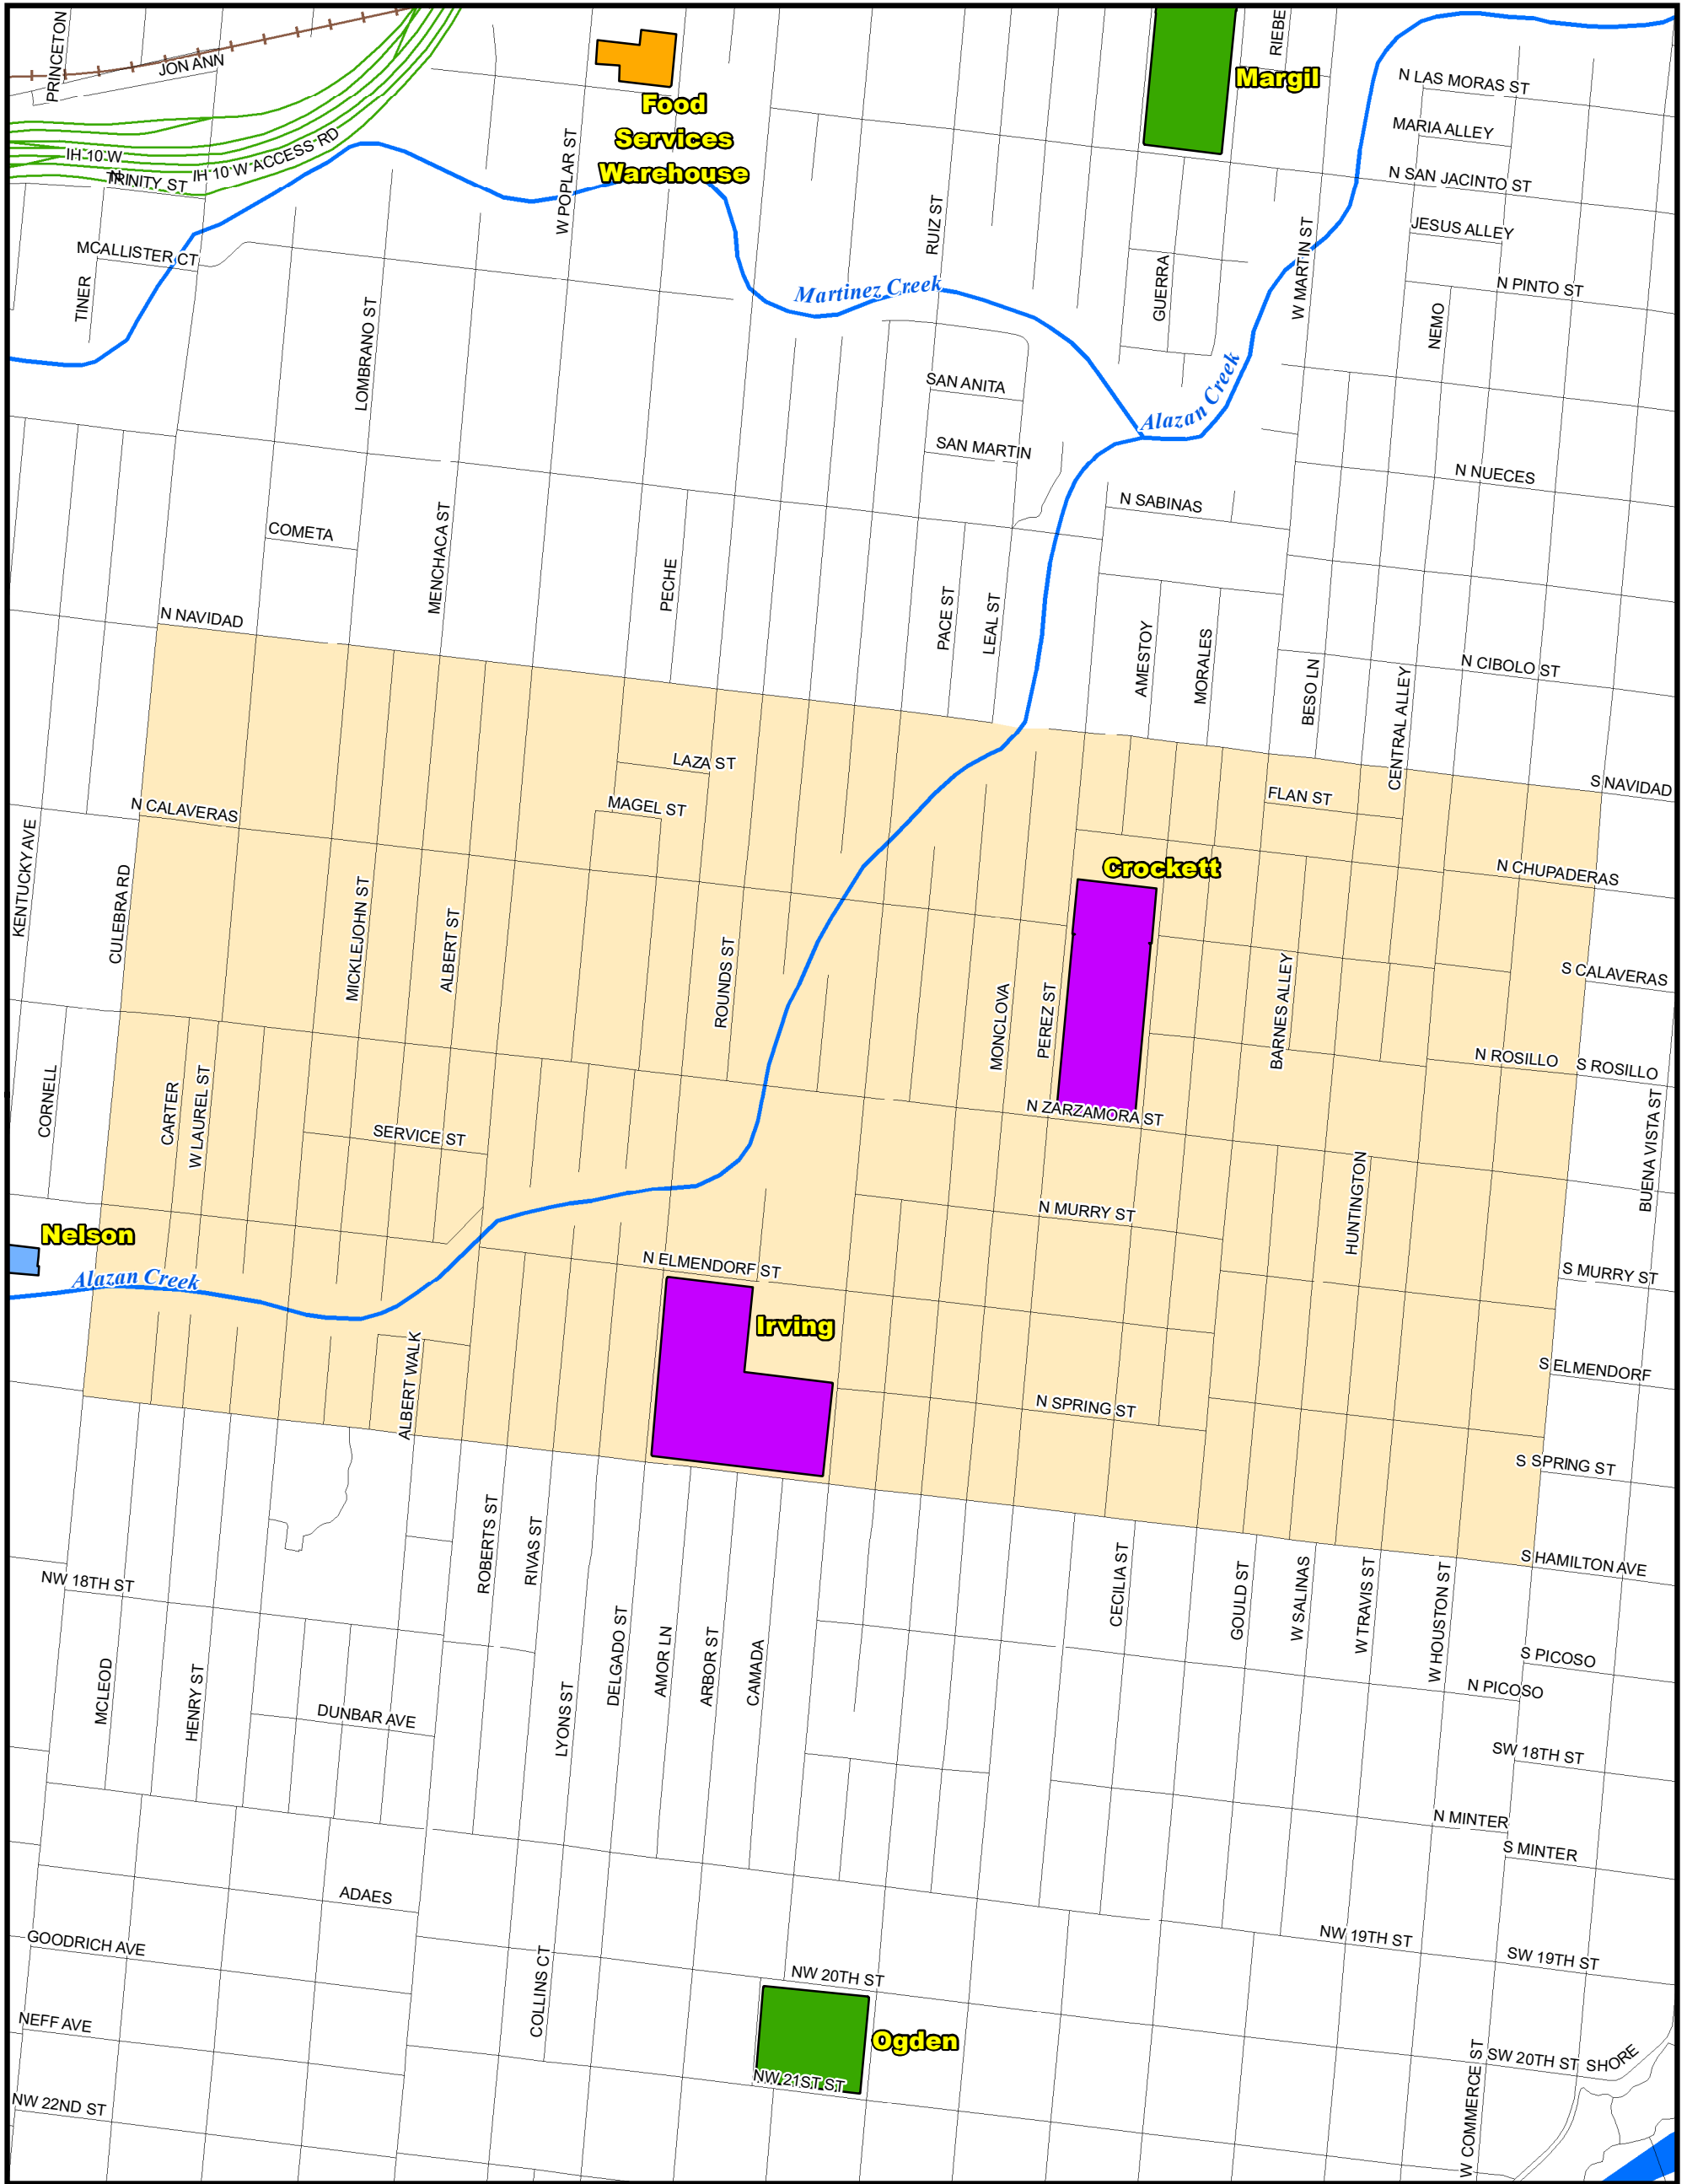 PRINCETON
JON ANN
RIEBE
Food
Services
Warehouse
Margil
N LAS MORAS ST
MARIA ALLEY
IH 10 W
IH 10 W ACCESS RD
N
TRINITY ST
W POPLAR ST
N SAN JACINTO ST
RUIZ ST
JESUS ALLEY
MCALLISTER CT
W MARTIN ST
TINER
Martinez Creek
GUERRA
N PINTO ST
NEMO
LOMBRANO ST
SAN ANITA
Alazan Creek
SAN MARTIN
N NUECES
N SABINAS
COMETA
MENCHACA ST
PECHE
PACE ST
LEAL ST
AMESTOY
MORALES
N NAVIDAD
BESO LN
N CIBOLO ST
CENTRAL ALLEY
LAZA ST
S NAVIDAD
N CALAVERAS
MAGEL ST
FLAN ST
KENTUCKY AVE
CULEBRA RD
Crockett
N CHUPADERAS
MICKLEJOHN ST
ALBERT ST
ROUNDS ST
MONCLOVA
PEREZ ST
BARNES ALLEY
S CALAVERAS
N ROSILLO
S ROSILLO
CORNELL
CARTER
W LAUREL ST
SERVICE ST
N ZARZAMORA ST
BUENA VISTA ST
HUNTINGTON
N MURRY ST
Nelson
Alazan Creek
N ELMENDORF ST
S MURRY ST
Irving
ALBERT WALK
S ELMENDORF
N SPRING ST
S SPRING ST
ROBERTS ST
RIVAS ST
CECILIA ST
GOULD ST
W SALINAS
W TRAVIS ST
W HOUSTON ST
S HAMILTON AVE
NW 18TH ST
MCLEOD
HENRY ST
LYONS ST
DELGADO ST
AMOR LN
ARBOR ST
CAMADA
S PICOSO
N PICOSO
DUNBAR AVE
SW 18TH ST
N MINTER
S MINTER
ADAES
GOODRICH AVE
COLLINS CT
NW 19TH ST
SW 19TH ST
NW 20TH ST
NEFF AVE
Ogden
W COMMERCE ST
SW 20TH ST
SHORE
NW 21ST ST
NW 22ND ST